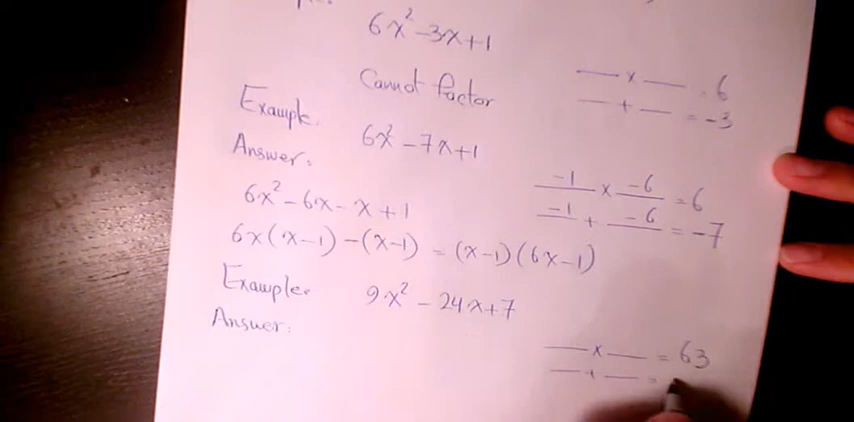 6x² - 3x + 1
Cannot factor
___ x ___ = 6
___ + ___ = -3
Example:
6x² - 7x + 1
Answer:
6x² - 6x - x + 1
-1 x -6 = 6
-1 + -6 = -7
6x(x-1) - (x-1) = (x-1)(6x-1)
Example:
9x² - 24x + 7
Answer:
___ x ___ = 63
___ + ___ =